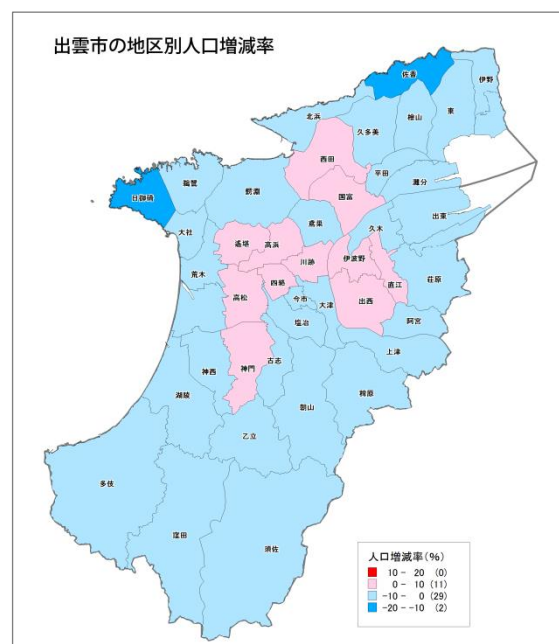 出雲市の地区別人口増減率
佐香
伊野
東
檜山
北浜
久多美
西田
平田
灘分
国富
鵜鷺
日御碕
鰐淵
出東
大社
鳶巣
久木
遙堪
高浜
川跡
伊波野
荒木
荘原
四絡
直江
高松
今市
大津
出西
塩冶
阿宮
上津
古志
神門
神西
稗原
湖陵
朝山
乙立
多伎
窪田
須佐
人口増減率(%)
10 - 20 (0)
0 - 10 (11)
-10 - 0 (29)
-20 - -10 (2)